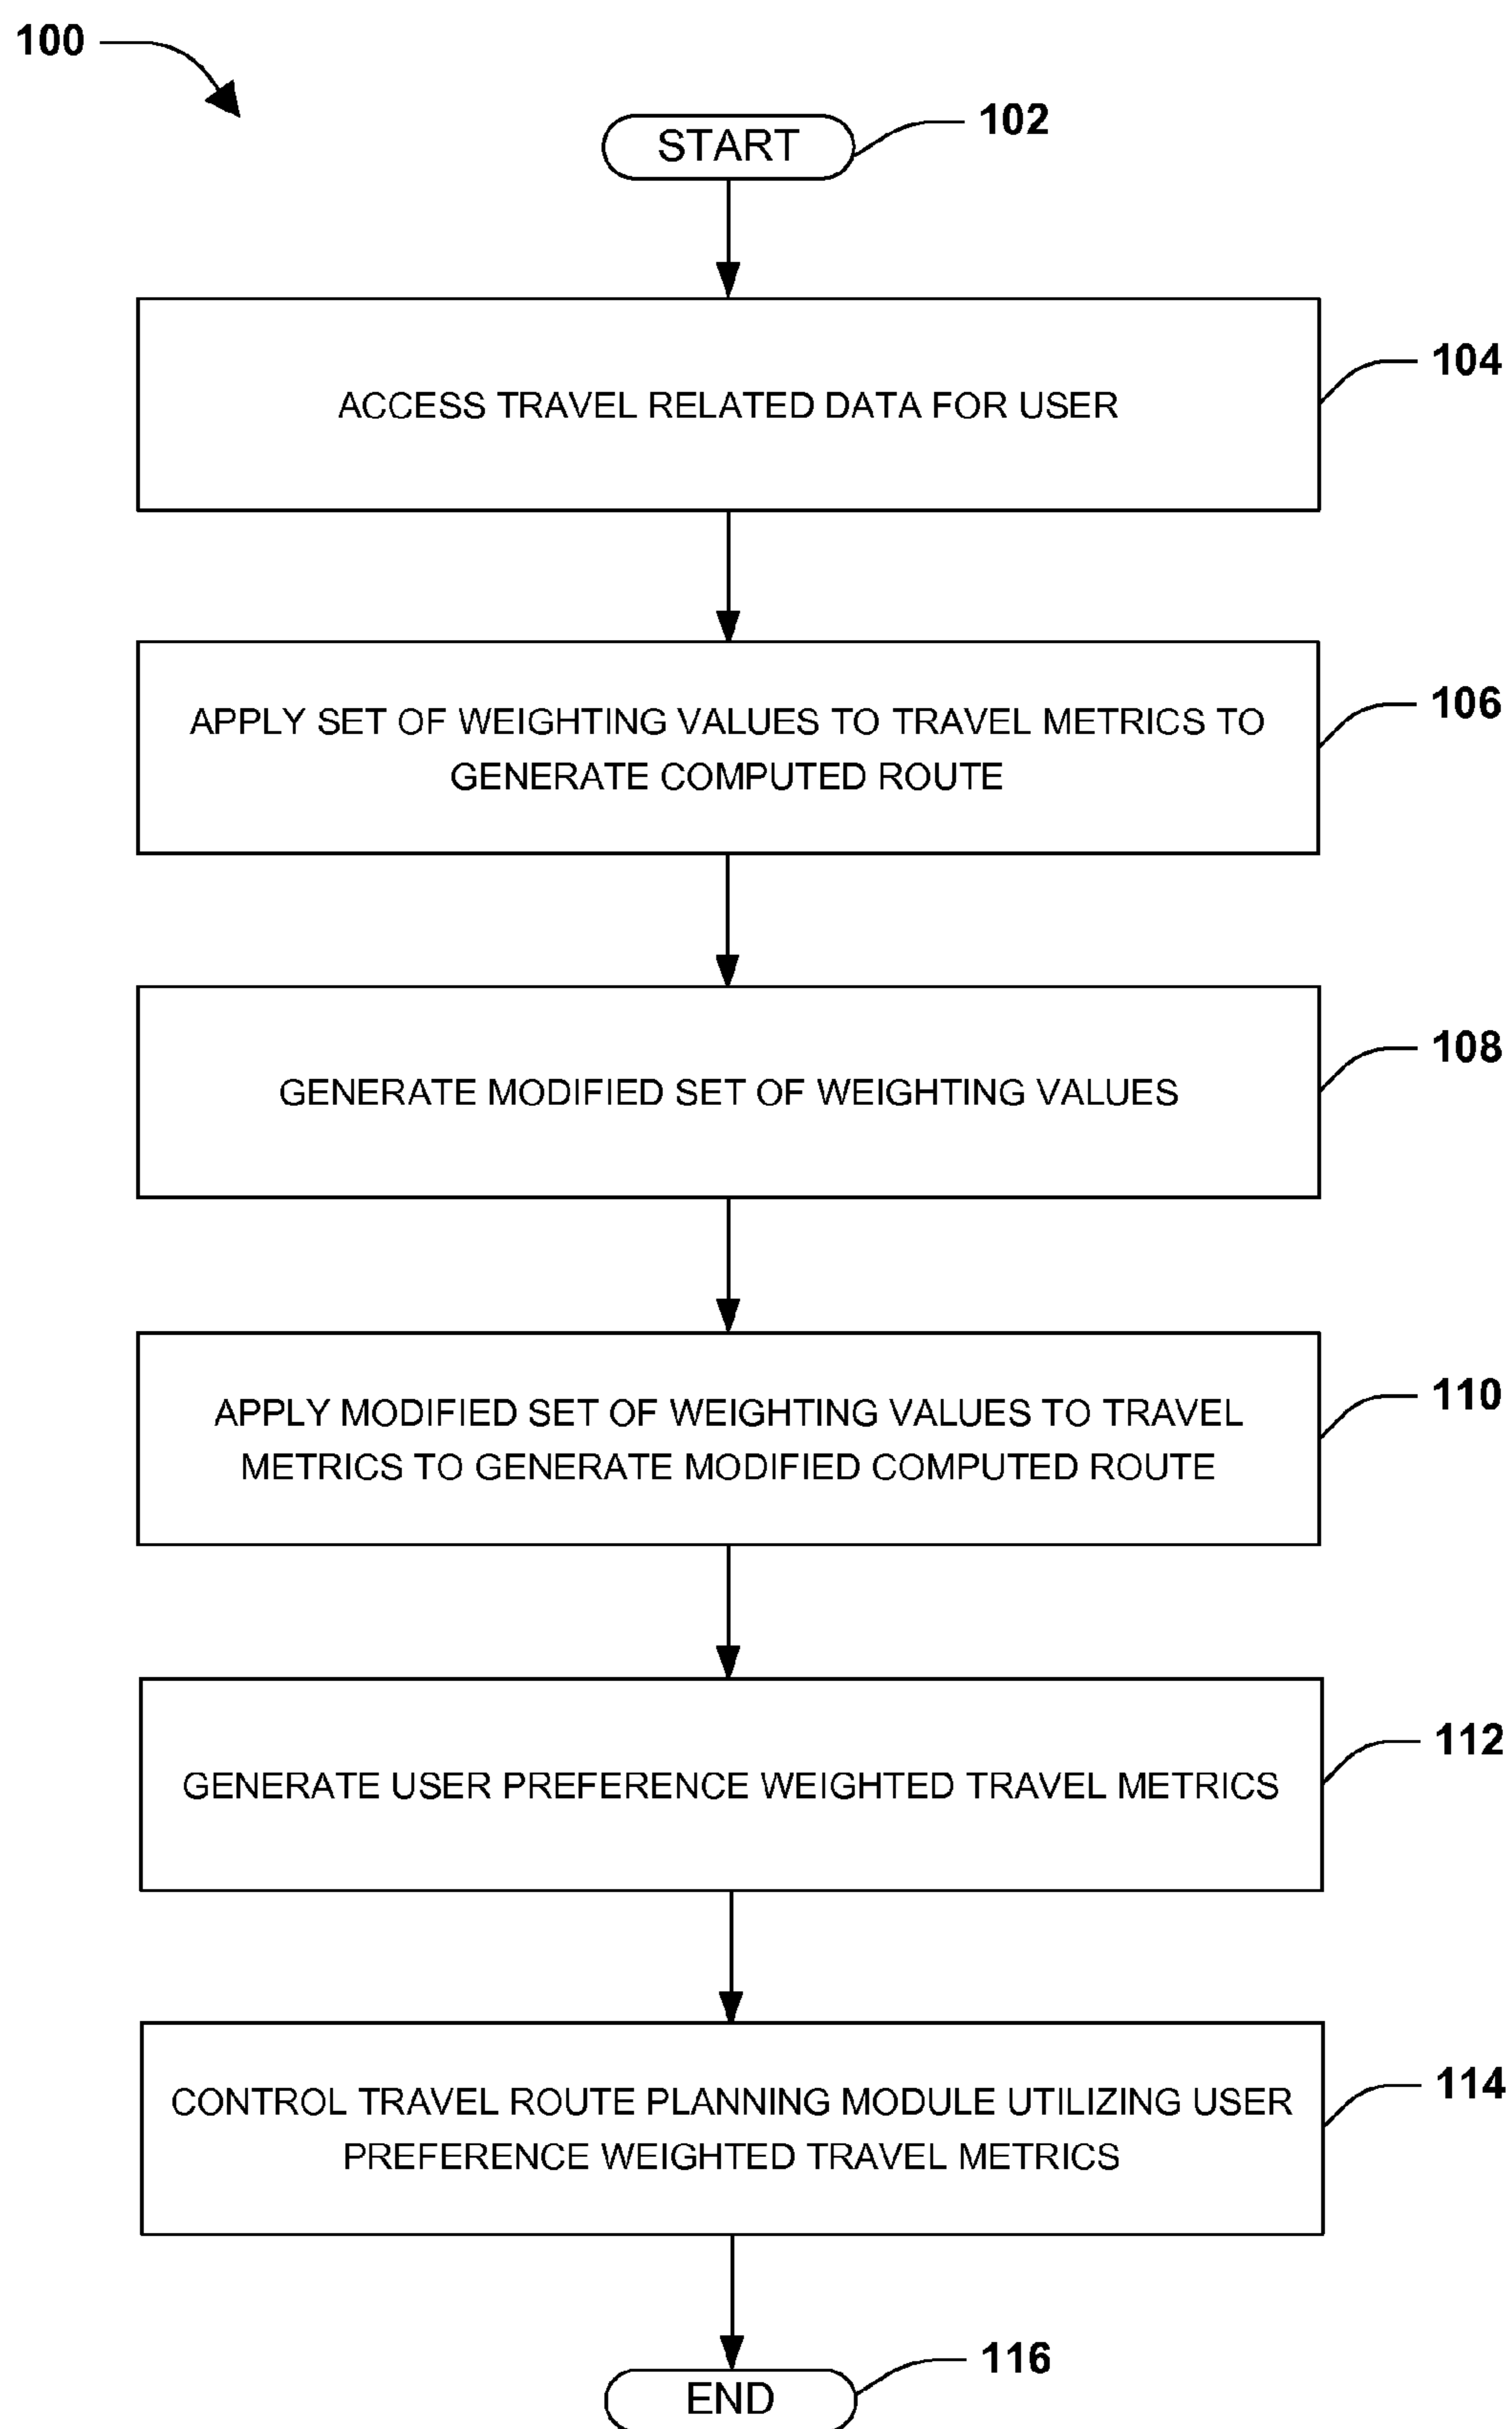 100
START
102
ACCESS TRAVEL RELATED DATA FOR USER
104
APPLY SET OF WEIGHTING VALUES TO TRAVEL METRICS TO
GENERATE COMPUTED ROUTE
106
GENERATE MODIFIED SET OF WEIGHTING VALUES
108
APPLY MODIFIED SET OF WEIGHTING VALUES TO TRAVEL
METRICS TO GENERATE MODIFIED COMPUTED ROUTE
110
GENERATE USER PREFERENCE WEIGHTED TRAVEL METRICS
112
CONTROL TRAVEL ROUTE PLANNING MODULE UTILIZING USER
PREFERENCE WEIGHTED TRAVEL METRICS
114
END
116